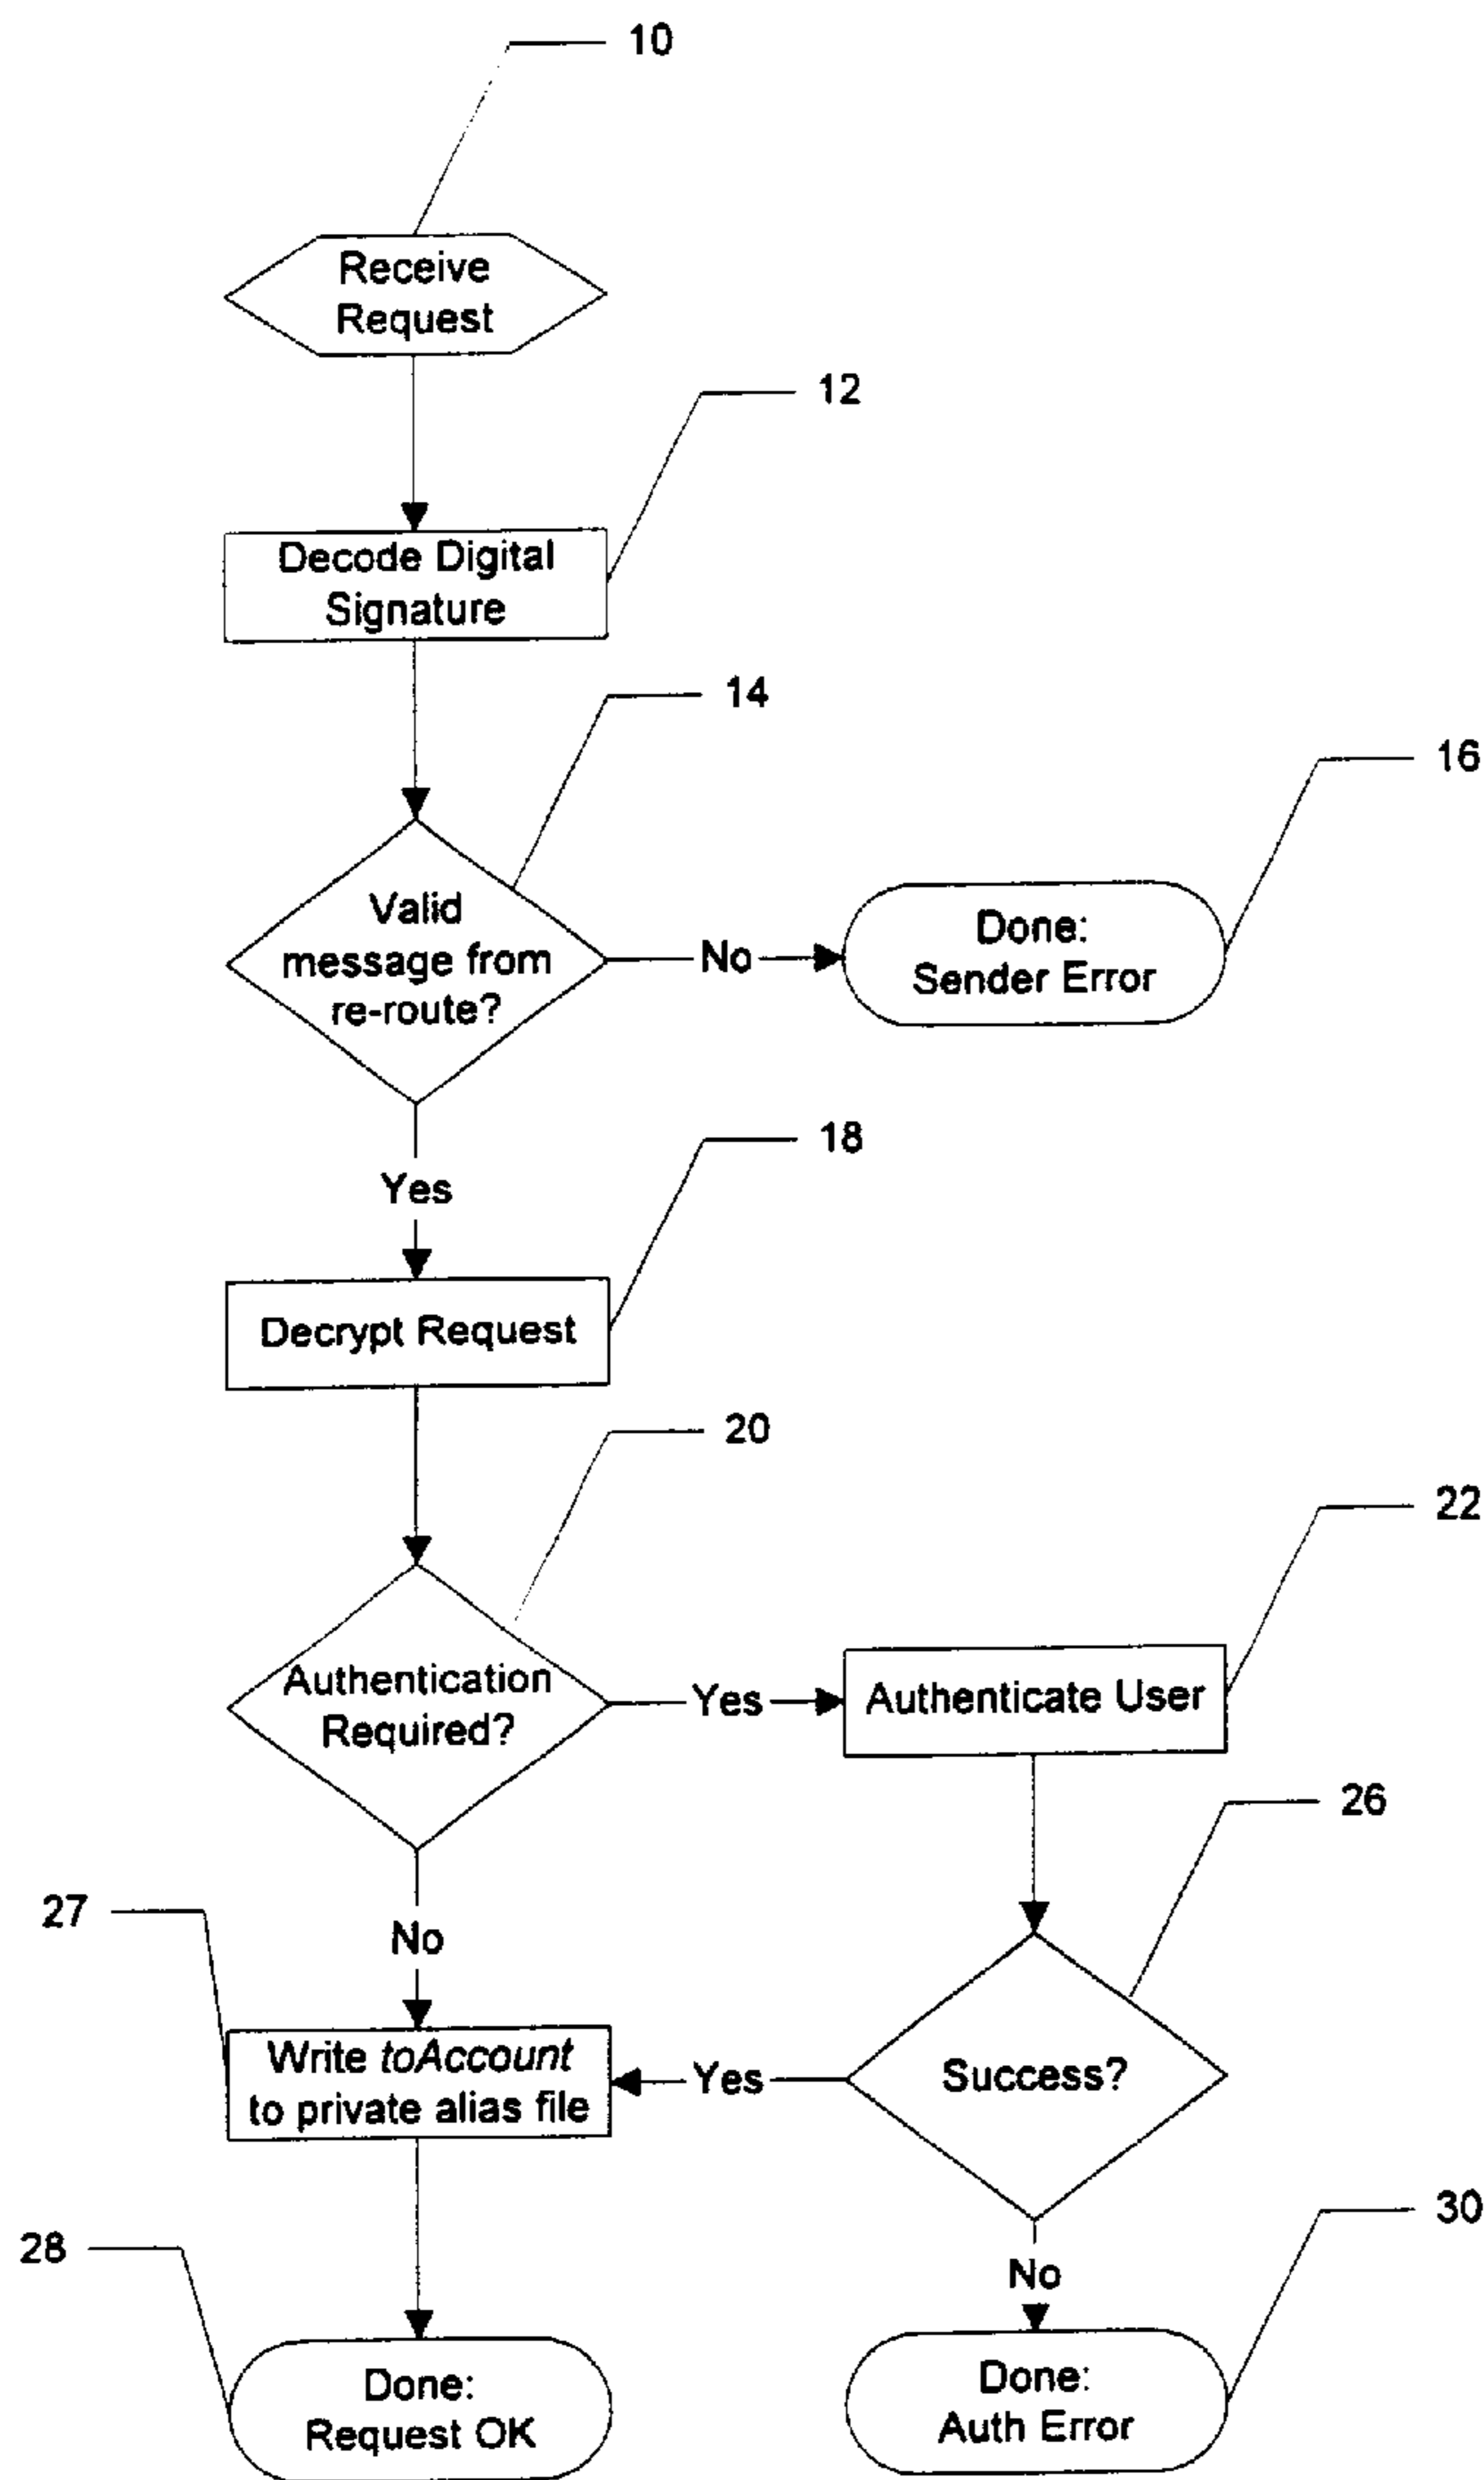 10
Receive
Request
12
Decode Digital
Signature
14
16
Valid
message from
re-route?
No
Done:
Sender Error
18
Yes
Decrypt Request
20
22
Authentication
Required?
Yes
Authenticate User
26
27
No
Write toAccount
to private alias file
Yes
Success?
28
30
No
Done:
Request OK
Done:
Auth Error